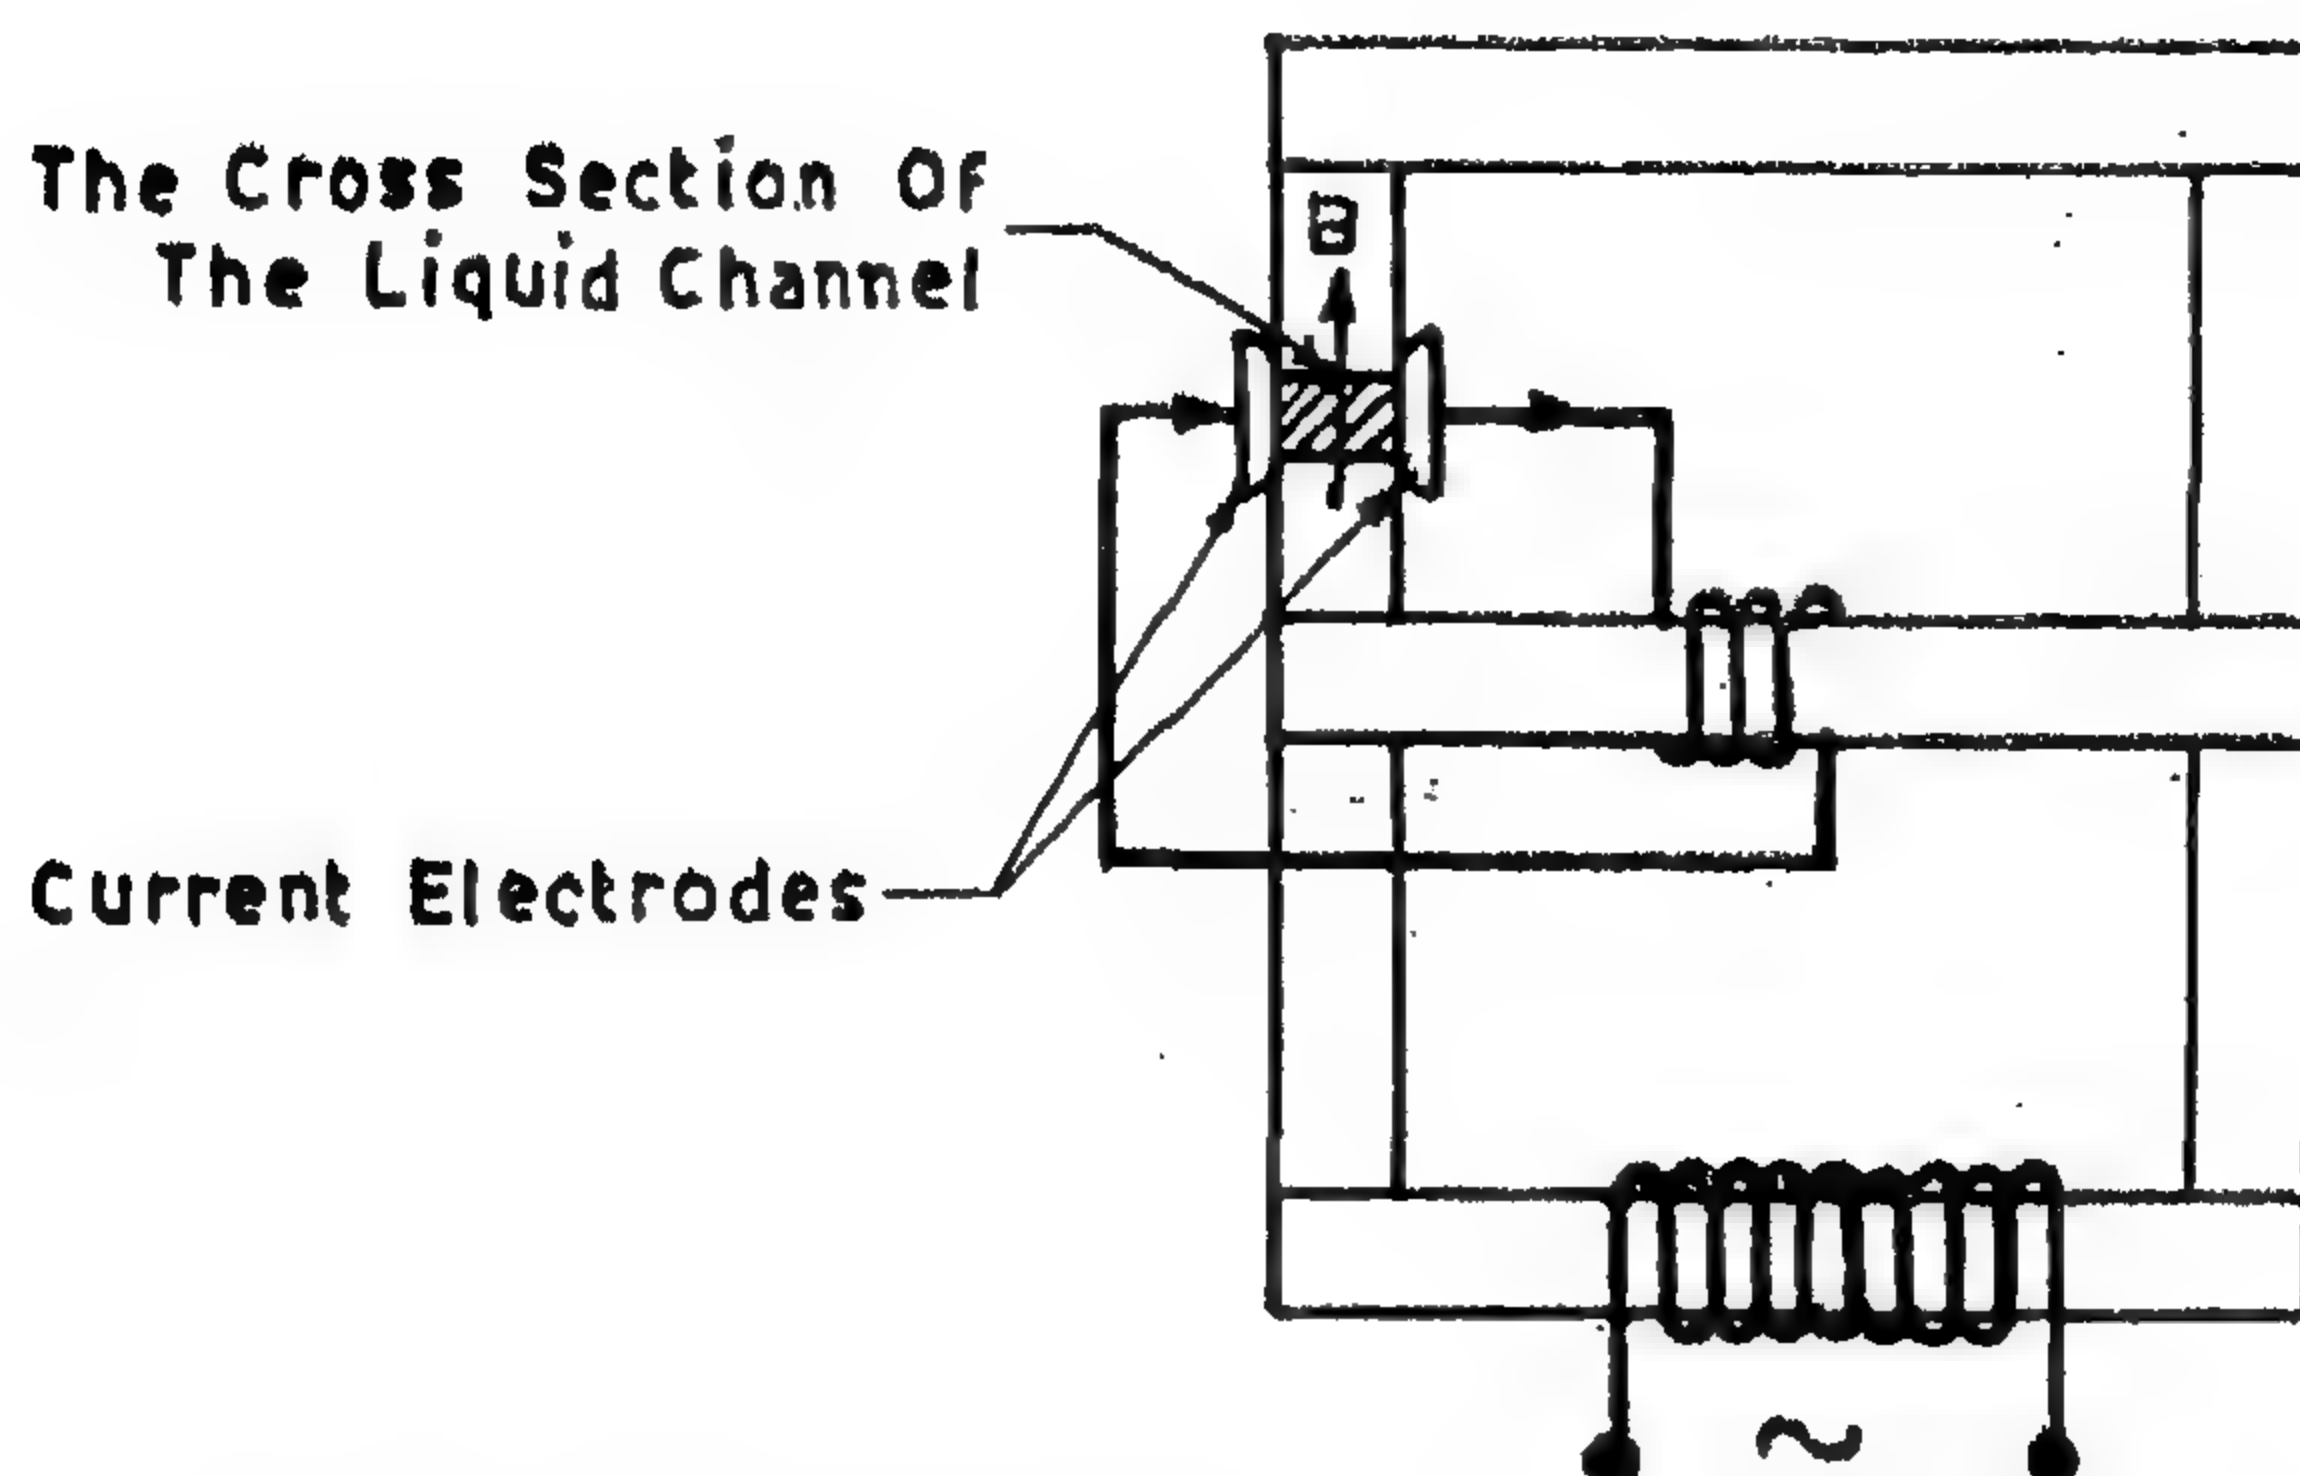 The Cross Section Of
The Liquid Channel
B
Current Electrodes
~